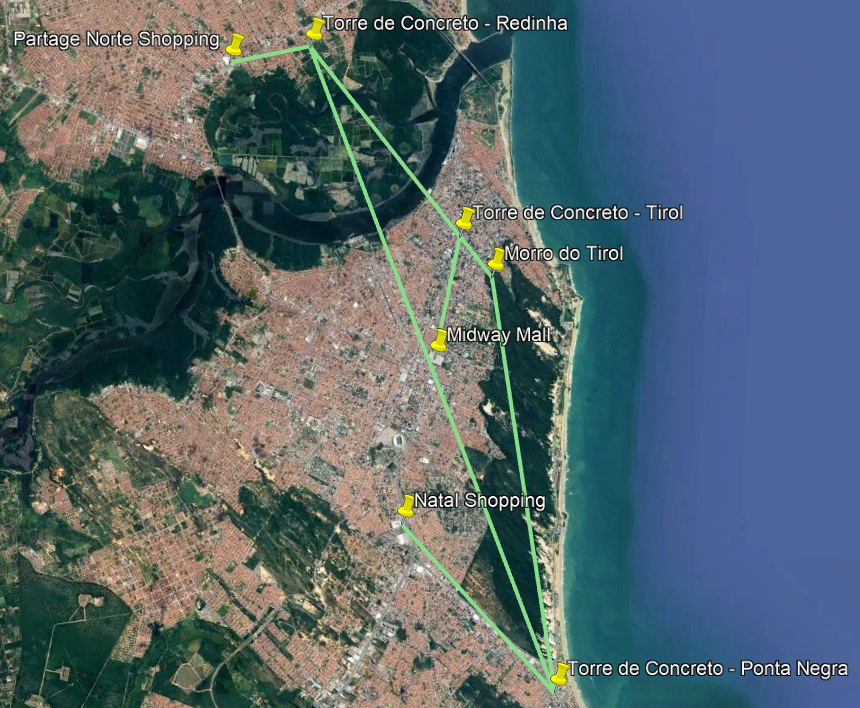 Torre de Concreto - Redinha
Partage Norte Shopping
Torre de Concreto - Tirol
Morro do Tirol
Midway Mall
Natal Shopping
Torre de Concreto - Ponta Negra